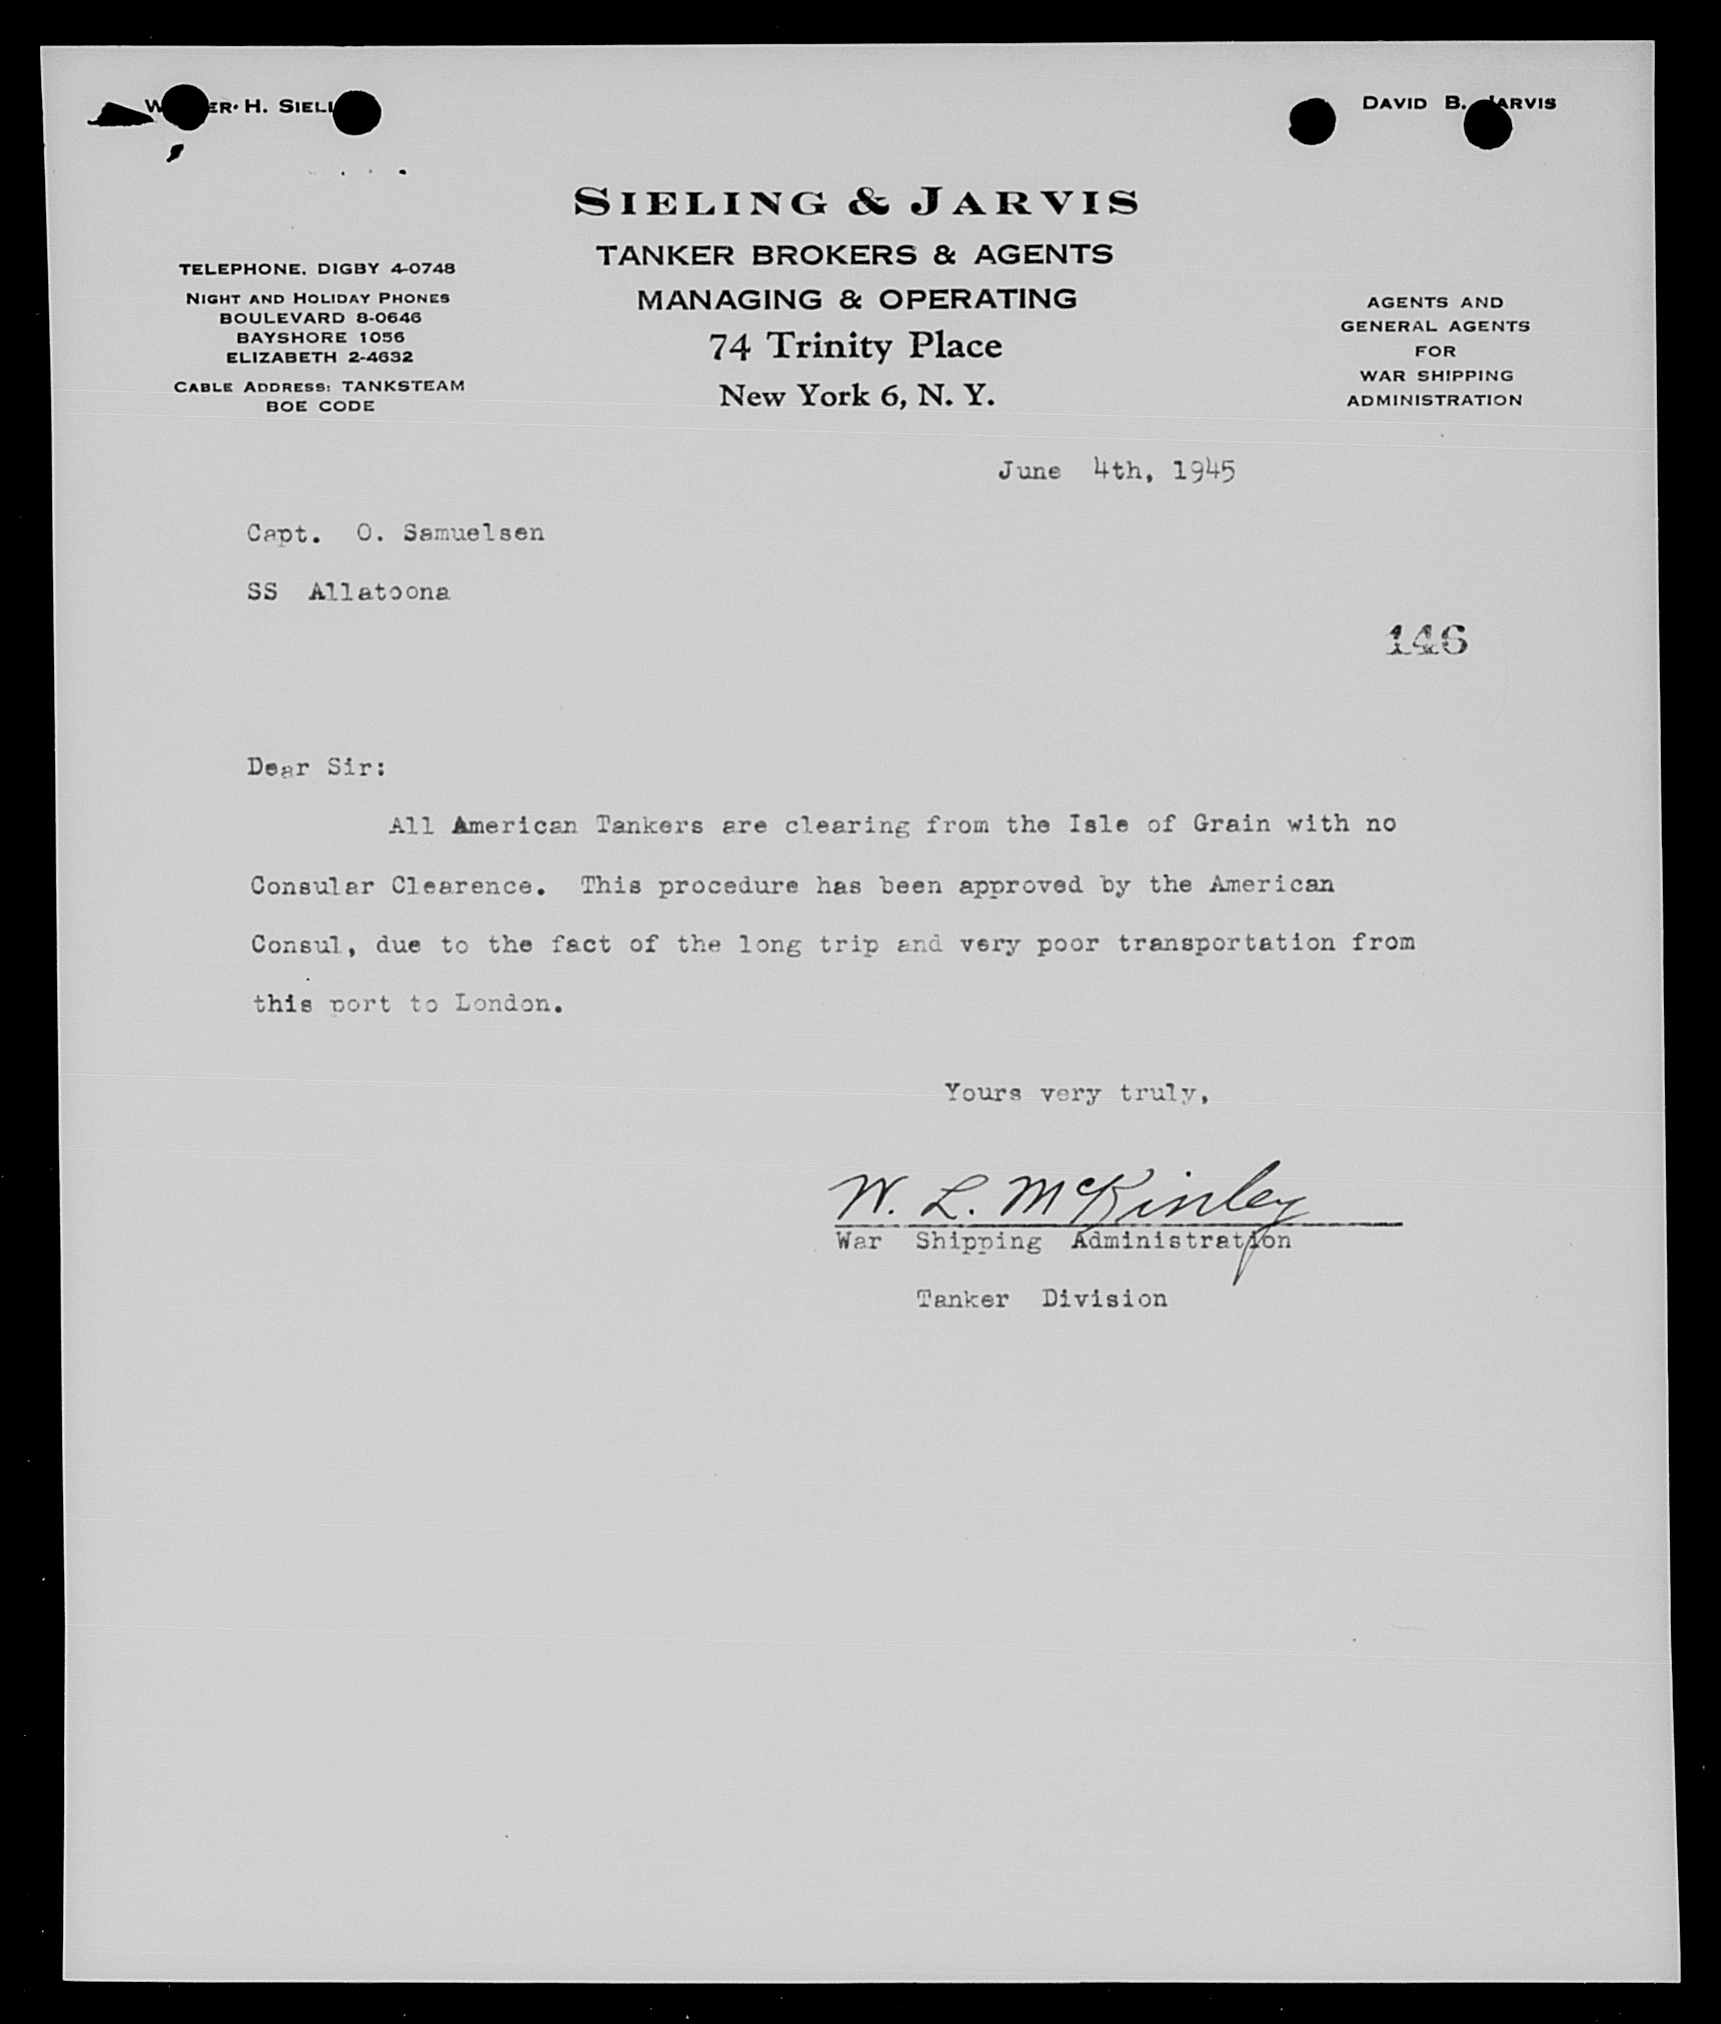 H. SIEL
DAVID B. JARVIS
SIELING & JARVIS
TANKER BROKERS & AGENTS
MANAGING & OPERATING
74 Trinity Place
New York 6, N. Y.
TELEPHONE. DIGBY 4-0748
NIGHT AND HOLIDAY PHONES
BOULEVARD 8-0646
BAYSHORE 1056
ELIZABETH 2-4632
CABLE ADDRESS: TANKSTEAM
BOE CODE
AGENTS AND
GENERAL AGENTS
FOR
WAR SHIPPING
ADMINISTRATION
June 4th, 1945
Capt. O. Samuelsen
SS Allatoona
146
Dear Sir:
All American Tankers are clearing from the Isle of Grain with no
Consular Clearence. This procedure has been approved by the American
Consul, due to the fact of the long trip and very poor transportation from
this port to London.
Yours very truly,
W. L. McKinley
War Shipping Administration
Tanker Division